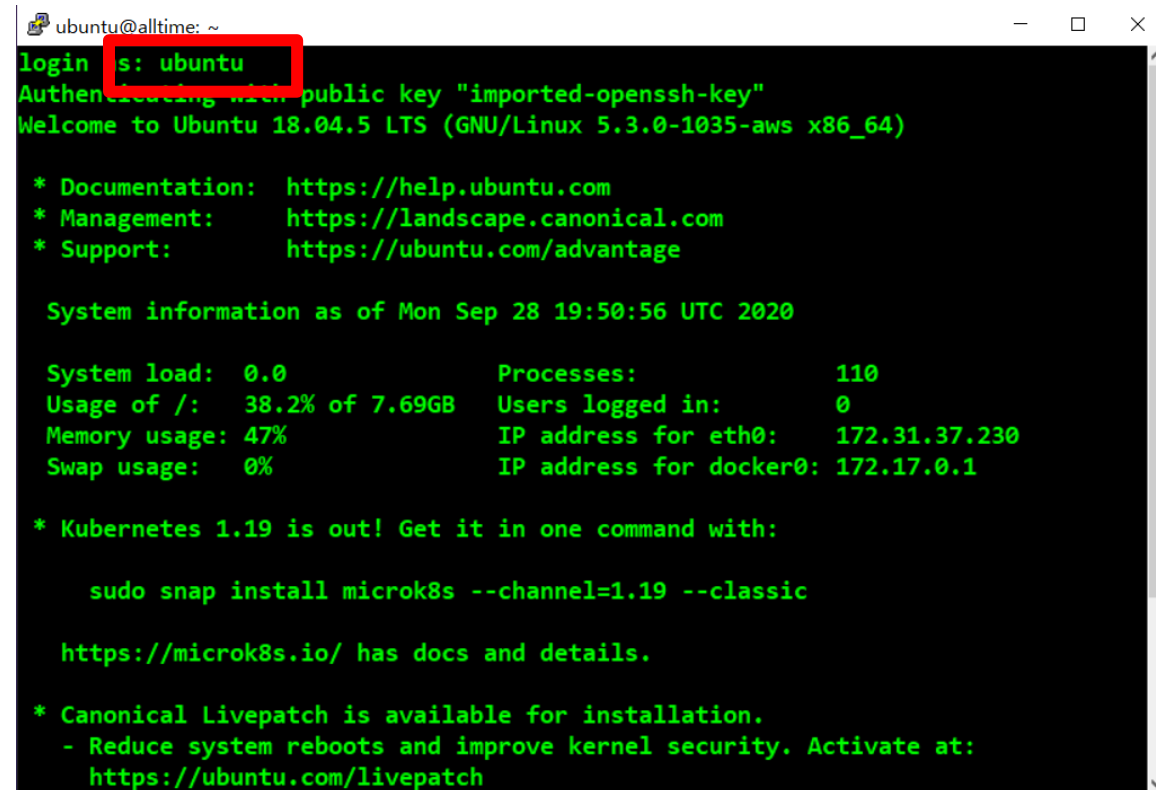 ubuntu@alltime: ~
login as: ubuntu
Authenticating with public key "imported-openssh-key"
Welcome to Ubuntu 18.04.5 LTS (GNU/Linux 5.3.0-1035-aws x86_64)
* Documentation: https://help.ubuntu.com
* Management: https://landscape.canonical.com
* Support: https://ubuntu.com/advantage
System information as of Mon Sep 28 19:50:56 UTC 2020
System load: 0.0 Processes: 110
Usage of /: 38.2% of 7.69GB Users logged in: 0
Memory usage: 47% IP address for eth0: 172.31.37.230
Swap usage: 0% IP address for docker0: 172.17.0.1
* Kubernetes 1.19 is out! Get it in one command with:
sudo snap install microk8s --channel=1.19 --classic
https://microk8s.io/ has docs and details.
* Canonical Livepatch is available for installation.
- Reduce system reboots and improve kernel security. Activate at:
https://ubuntu.com/livepatch